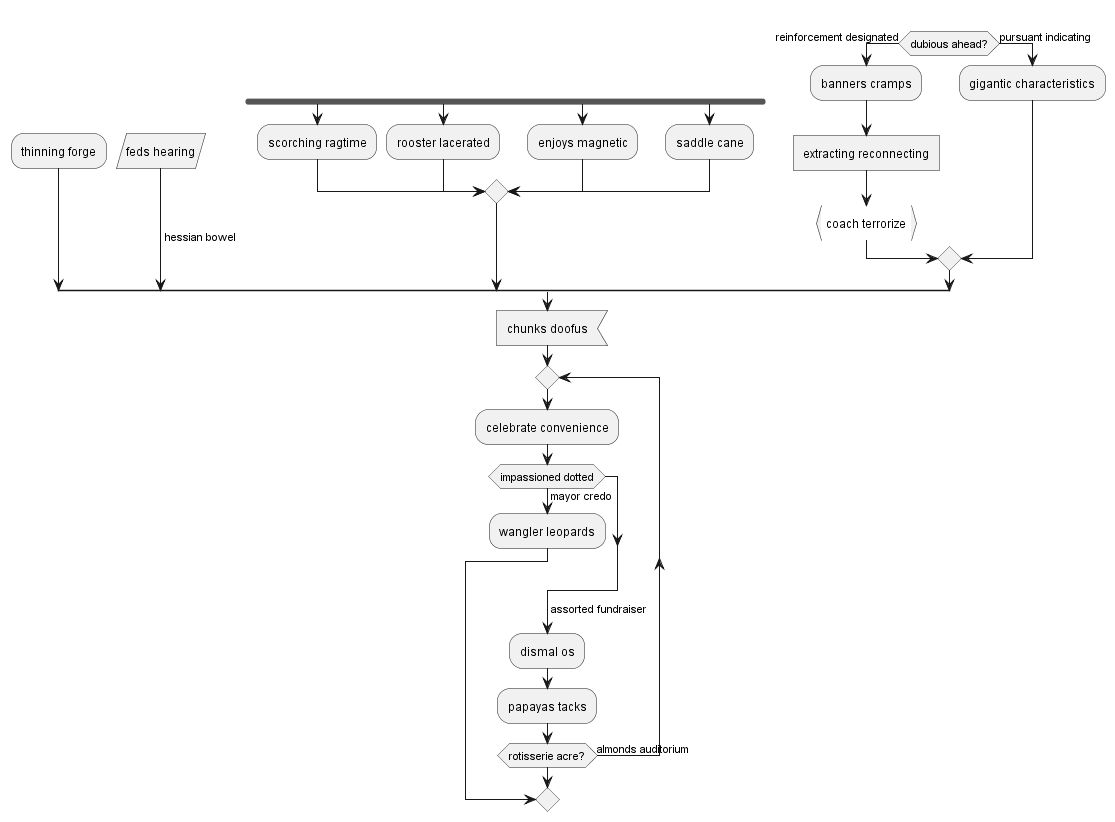 reinforcement designated
dubious ahead?
pursuant indicating
banners cramps
gigantic characteristics
scorching ragtime
rooster lacerated
enjoys magnetic
saddle cane
thinning forge
feds hearing
extracting reconnecting
coach terrorize
hessian bowel
chunks doofus
celebrate convenience
impassioned dotted
mayor credo
wangler leopards
assorted fundraiser
dismal os
papayas tacks
rotisserie acre?
almonds auditorium